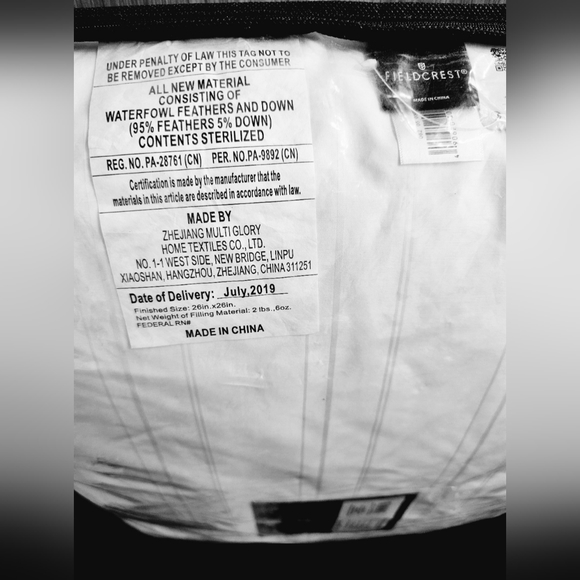 UNDER PENALTY OF LAW THIS TAG NOT TO
BE REMOVED EXCEPT BY THE CONSUMER
ALL NEW MATERIAL
CONSISTING OF
WATERFOWL FEATHERS AND DOWN
(95% FEATHERS 5% DOWN)
CONTENTS STERILIZED
REG. NO. PA-28761 (CN) PER. NO.PA-9892 (CN)
Certification is made by the manufacturer that the
materials in this article are described in accordance with law.
MADE BY
ZHEJIANG MULTI GLORY
HOME TEXTILES CO., LTD.
NO. 1-1 WEST SIDE, NEW BRIDGE, LINPU
XIAOSHAN, HANGZHOU, ZHEJIANG, CHINA 311251
Date of Delivery: July,2019
Finished Size: 26in.x26in.
Net Weight of Filling Material: 2 lbs.,6oz.
FEDERAL RN#
MADE IN CHINA
FIELDCREST®
MADE IN CHINA